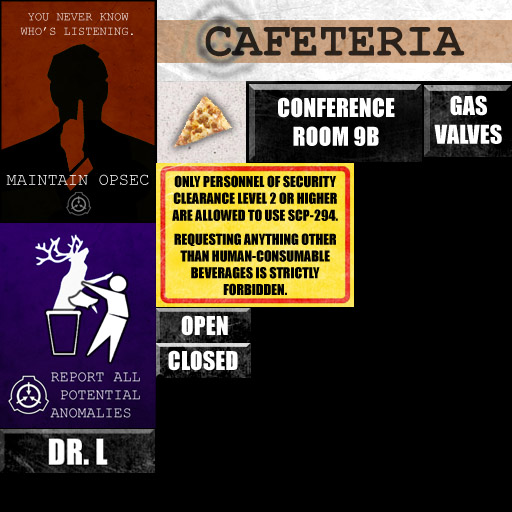 YOU NEVER KNOW
WHO'S LISTENING.
MAINTAIN OPSEC
CAFETERIA
CONFERENCE
ROOM 9B
GAS
VALVES
ONLY PERSONNEL OF SECURITY
CLEARANCE LEVEL 2 OR HIGHER
ARE ALLOWED TO USE SCP-294.
REQUESTING ANYTHING OTHER
THAN HUMAN-CONSUMABLE
BEVERAGES IS STRICTLY
FORBIDDEN.
OPEN
CLOSED
REPORT ALL
POTENTIAL
ANOMALIES
DR. L